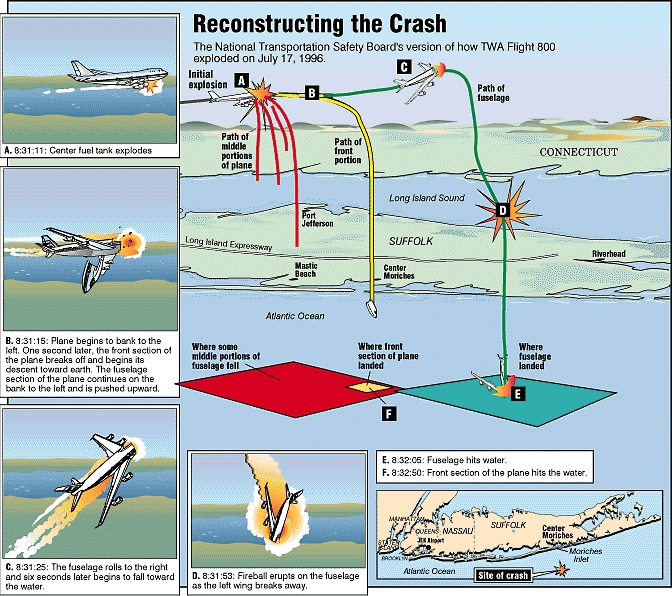 Reconstructing the Crash
The National Transportation Safety Board's version of how TWA Flight 800
exploded on July 17, 1996.
Initial
explosion
A
B
C
Path of
fuselage
Path of
middle
portions
of plane
Path of
front
portion
CONNECTICUT
Long Island Sound
D
Port
Jefferson
SUFFOLK
Long Island Expressway
Riverhead
Mastic
Beach
Center
Moriches
Atlantic Ocean
Where some
middle portions of
fuselage fell
Where front
section of plane
landed
Where
fuselage
landed
E
F
A. 8:31:11: Center fuel tank explodes
B. 8:31:15: Plane begins to bank to the
left. One second later, the front section of
the plane breaks off and begins its
descent toward earth. The fuselage
section of the plane continues on the
bank to the left and is pushed upward.
C. 8:31:25: The fuselage rolls to the right
and six seconds later begins to fall toward
the water.
D. 8:31:53: Fireball erupts on the fuselage
as the left wing breaks away.
E. 8:32:05: Fuselage hits water.
F. 8:32:50: Front section of the plane hits the water.
MANHATTAN
QUEENS
NASSAU
SUFFOLK
Center
Moriches
JFK Airport
STATEN
ISLAND
BROOKLYN
Moriches
Inlet
Atlantic Ocean
Site of crash